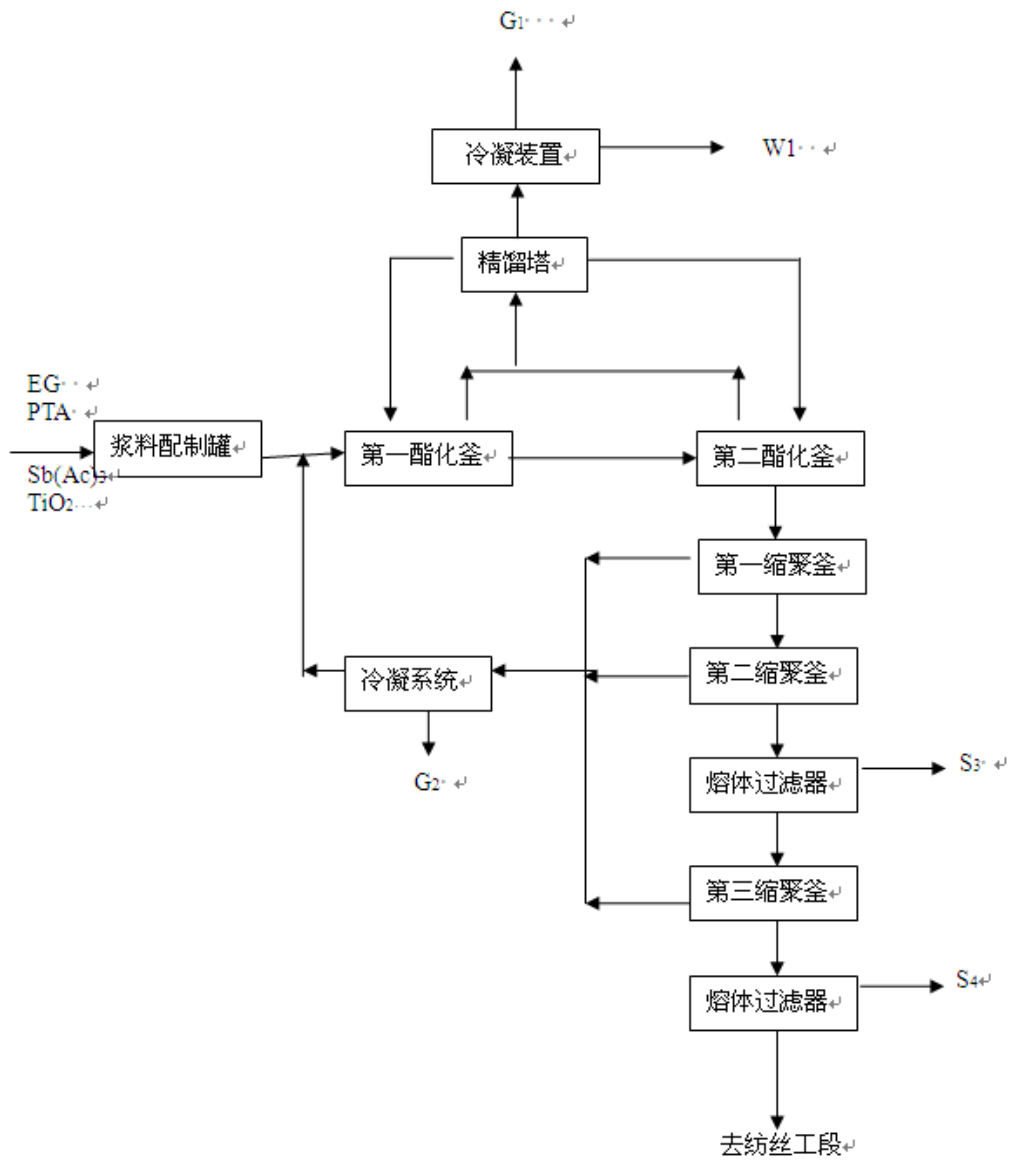 G1
冷凝装置
W1
精馏塔
EG
PTA
浆料配制罐
Sb(Ac)3
TiO2
第一酯化釜
第二酯化釜
第一缩聚釜
冷凝系统
第二缩聚釜
G2
熔体过滤器
S3
第三缩聚釜
熔体过滤器
S4
去纺丝工段